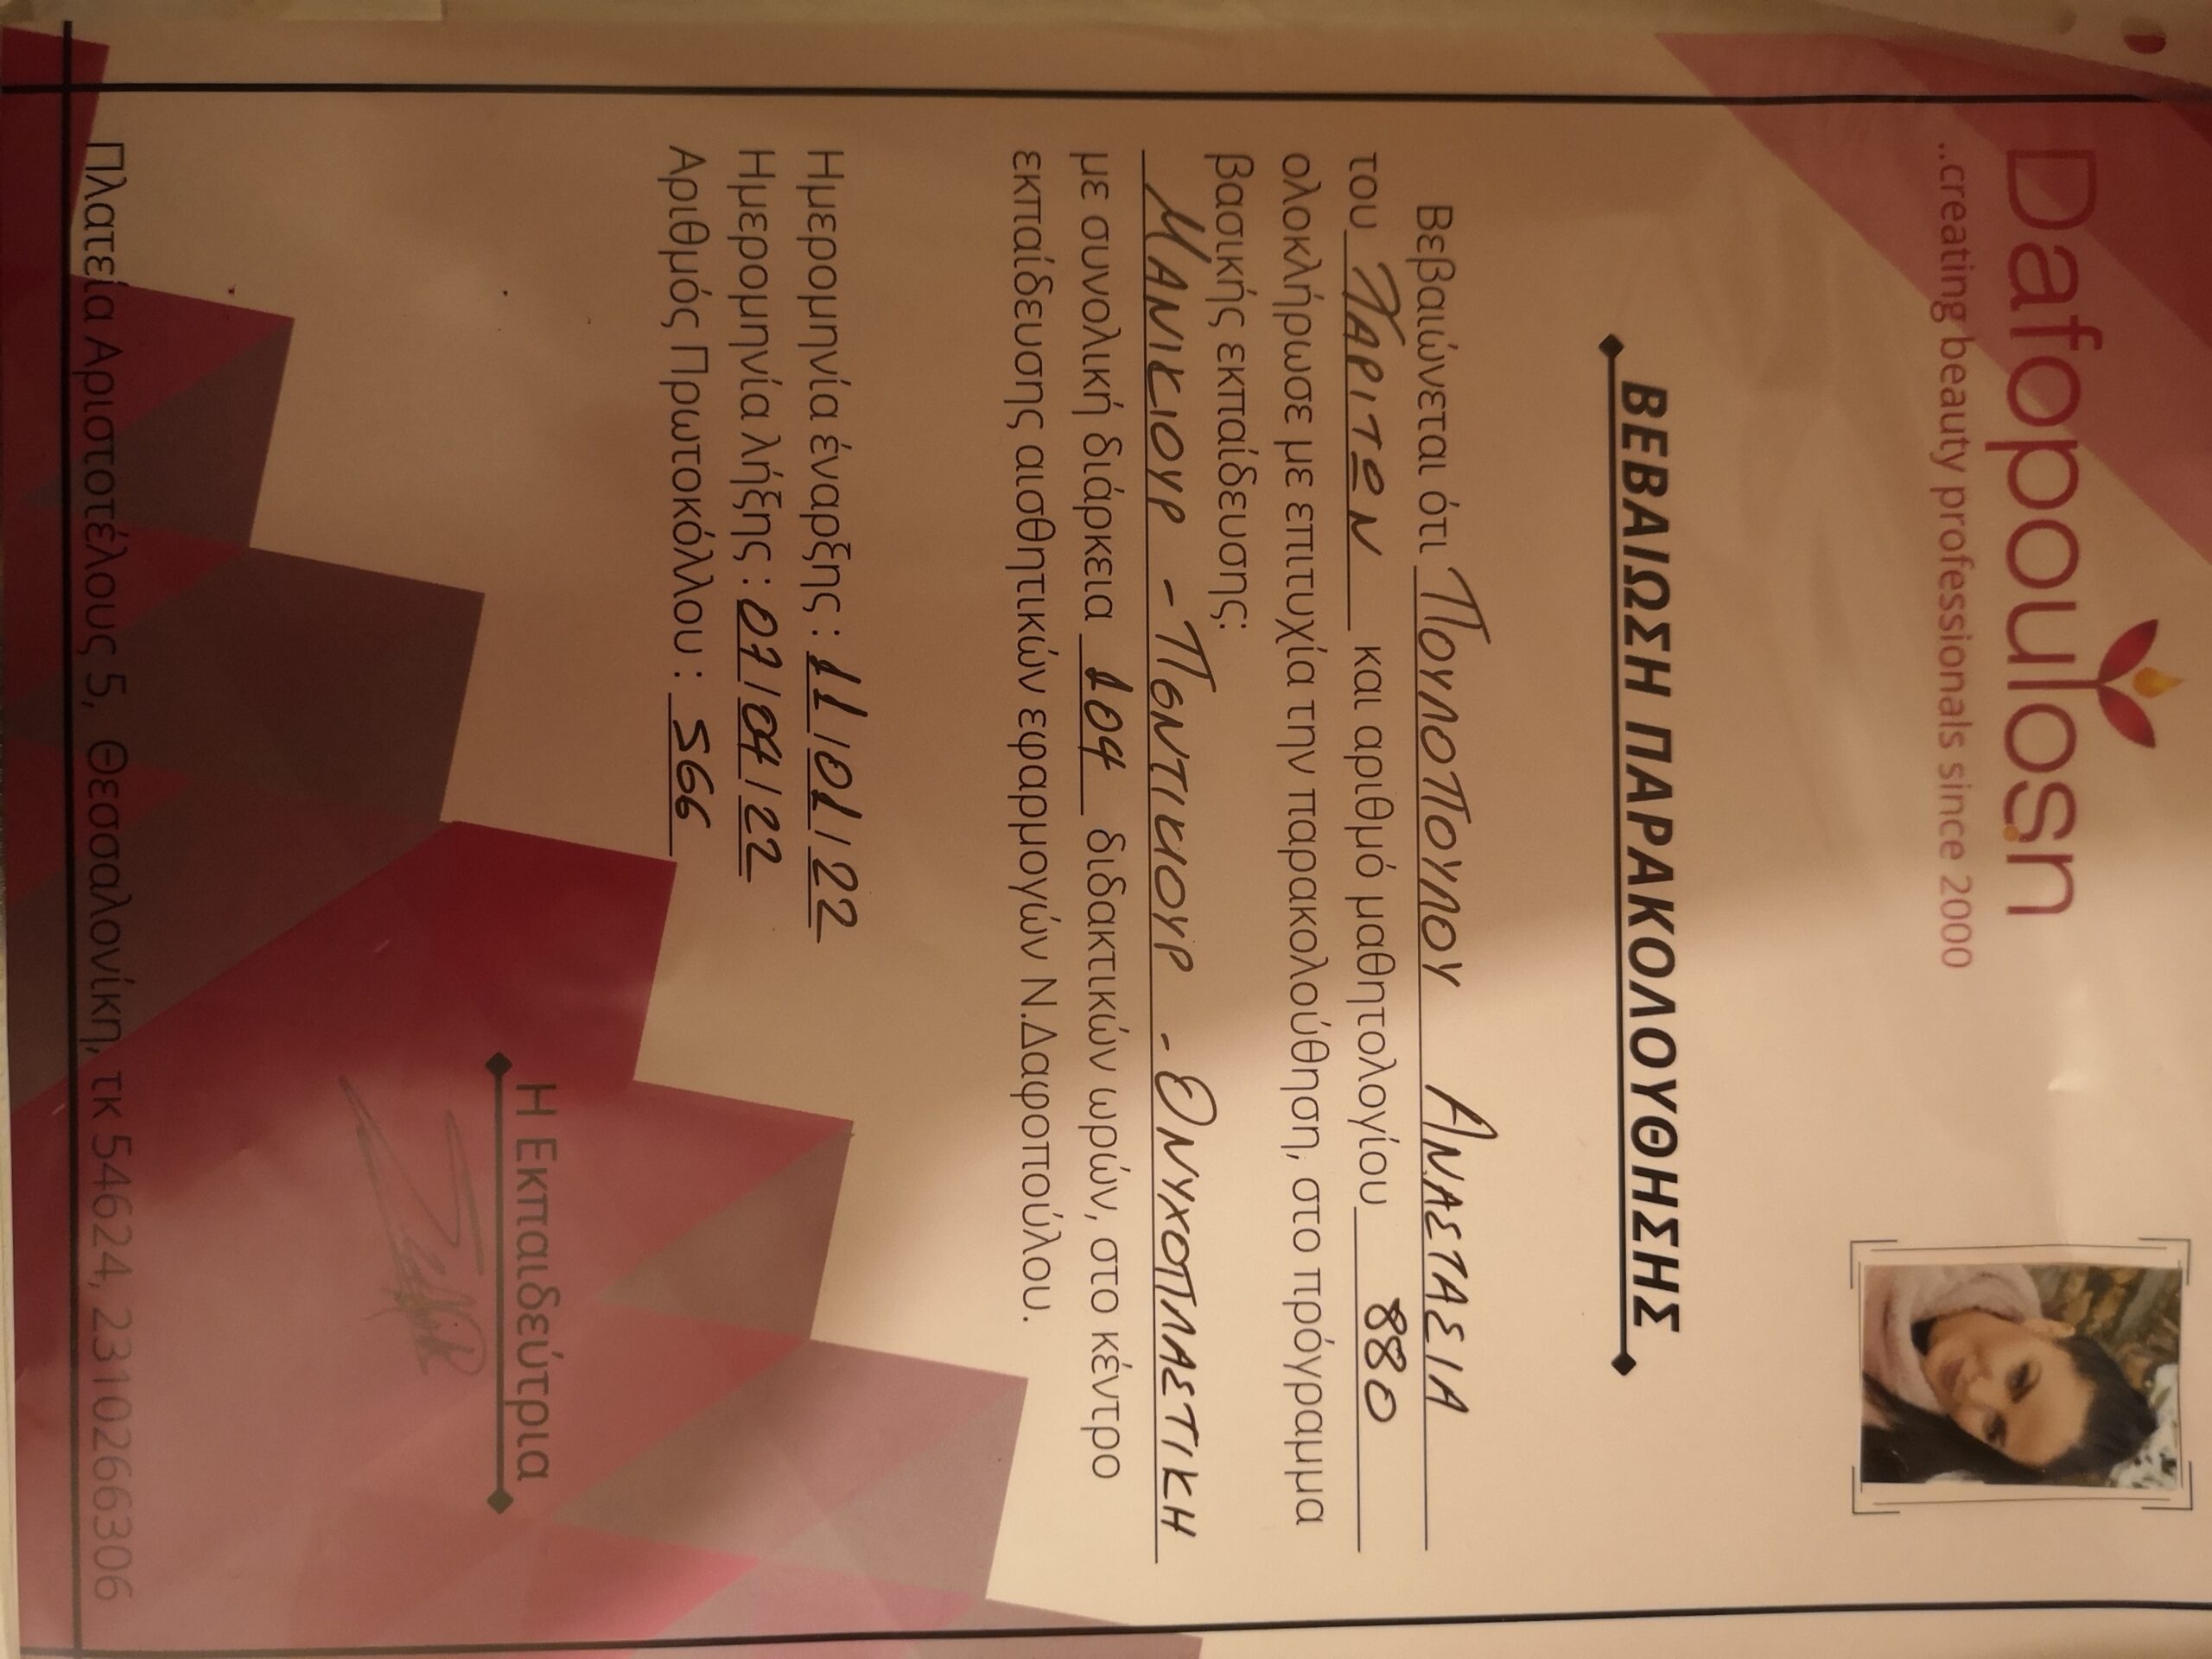 Dafopoulosn
..creating beauty professionals since 2000
ΒΕΒΑΙΩΣΗ ΠΑΡΑΚΟΛΟΥΘΗΣΗΣ
Βεβαιώνεται ότι ΠΟΥΛΟΠΟΥΛΟΥ ΑΝΑΣΤΑΣΙΑ
του ΧΑΡΙΤΩΝ και αριθμό μαθητολογίου 880
ολοκλήρωσε με επιτυχία την παρακολούθηση, στο πρόγραμμα
βασικής εκπαίδευσης:
ΜΑΝΙΚΙΟΥΡ - ΠΕΝΤΙΚΙΟΥΡ - ΟΝΥΧΟΠΛΑΣΤΙΚΗ
με συνολική διάρκεια 104 διδακτικών ωρών, στο κέντρο
εκπαίδευσης αισθητικών εφαρμογών Ν.Δαφοπούλου.
Ημερομηνία έναρξης: 11/01/22
Ημερομηνία λήξης: 07/04/22
Αριθμός Πρωτοκόλλου: 566
Η Εκπαιδεύτρια
Πλατεία Αριστοτέλους 5, Θεσσαλονίκη, τκ 54624, 2310266306